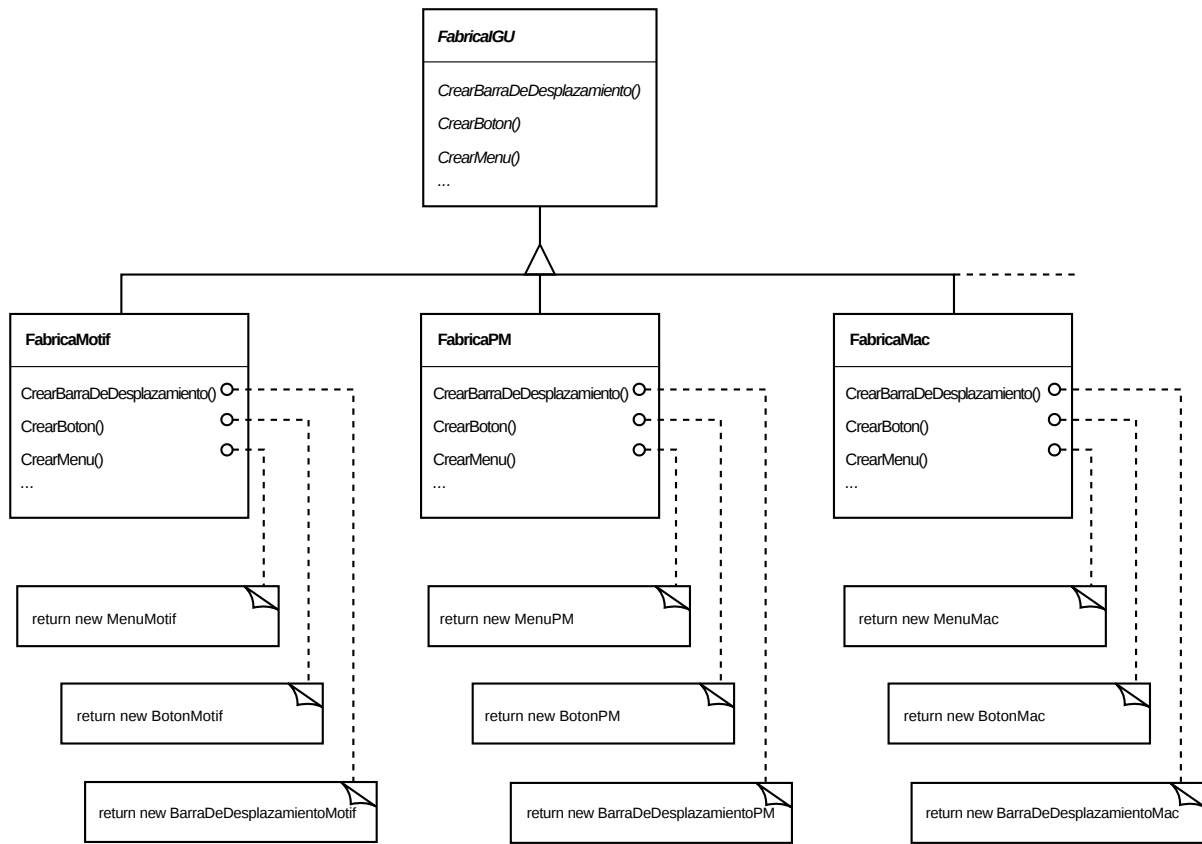 FabricaIGU
CrearBarraDeDesplazamiento()
CrearBoton()
CrearMenu()
...
FabricaMotif
CrearBarraDeDesplazamiento()
CrearBoton()
CrearMenu()
...
FabricaPM
CrearBarraDeDesplazamiento()
CrearBoton()
CrearMenu()
...
FabricaMac
CrearBarraDeDesplazamiento()
CrearBoton()
CrearMenu()
...
return new MenuMotif
return new MenuPM
return new MenuMac
return new BotonMotif
return new BotonPM
return new BotonMac
return new BarraDeDesplazamientoMotif
return new BarraDeDesplazamientoPM
return new BarraDeDesplazamientoMac